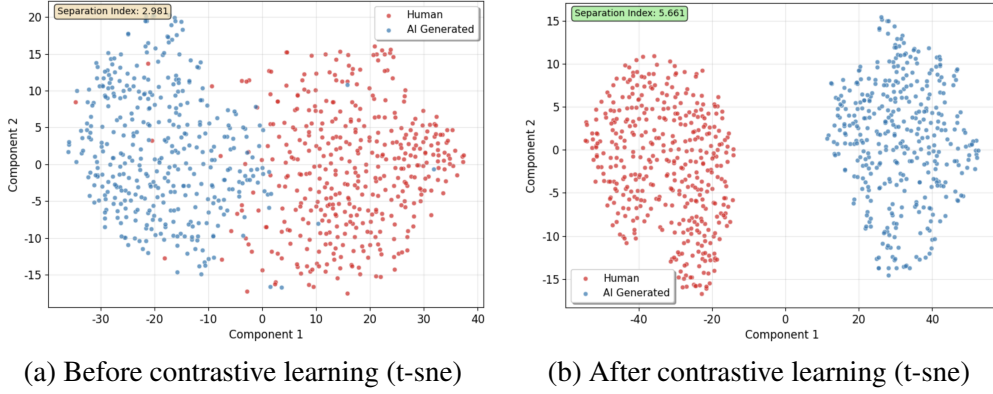 Separation Index: 2.981
Human
AI Generated
Component 2
20
15
10
5
0
-5
-10
-15
-30
-20
-10
0
10
20
30
40
Component 1
(a) Before contrastive learning (t-sne)
Separation Index: 5.661
Component 2
15
10
5
0
-5
-10
-15
Human
AI Generated
-40
-20
0
20
40
Component 1
(b) After contrastive learning (t-sne)